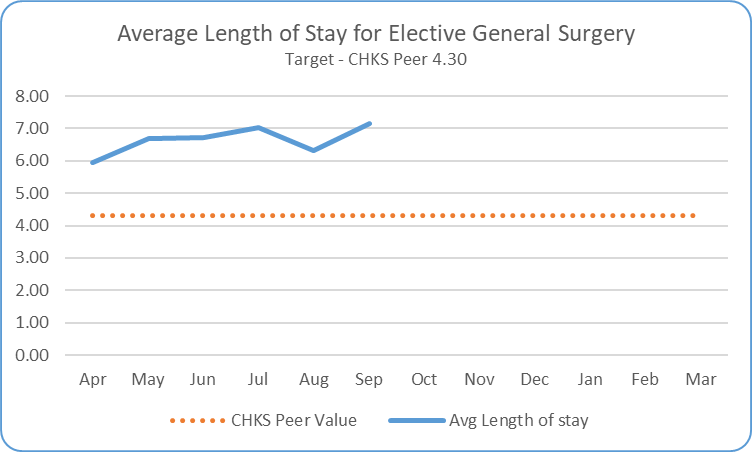 Average Length of Stay for Elective General Surgery
Target - CHKS Peer 4.30
8.00
7.00
6.00
5.00
4.00
3.00
2.00
1.00
0.00
Apr May Jun Jul Aug Sep Oct Nov Dec Jan Feb Mar
CHKS Peer Value Avg Length of stay